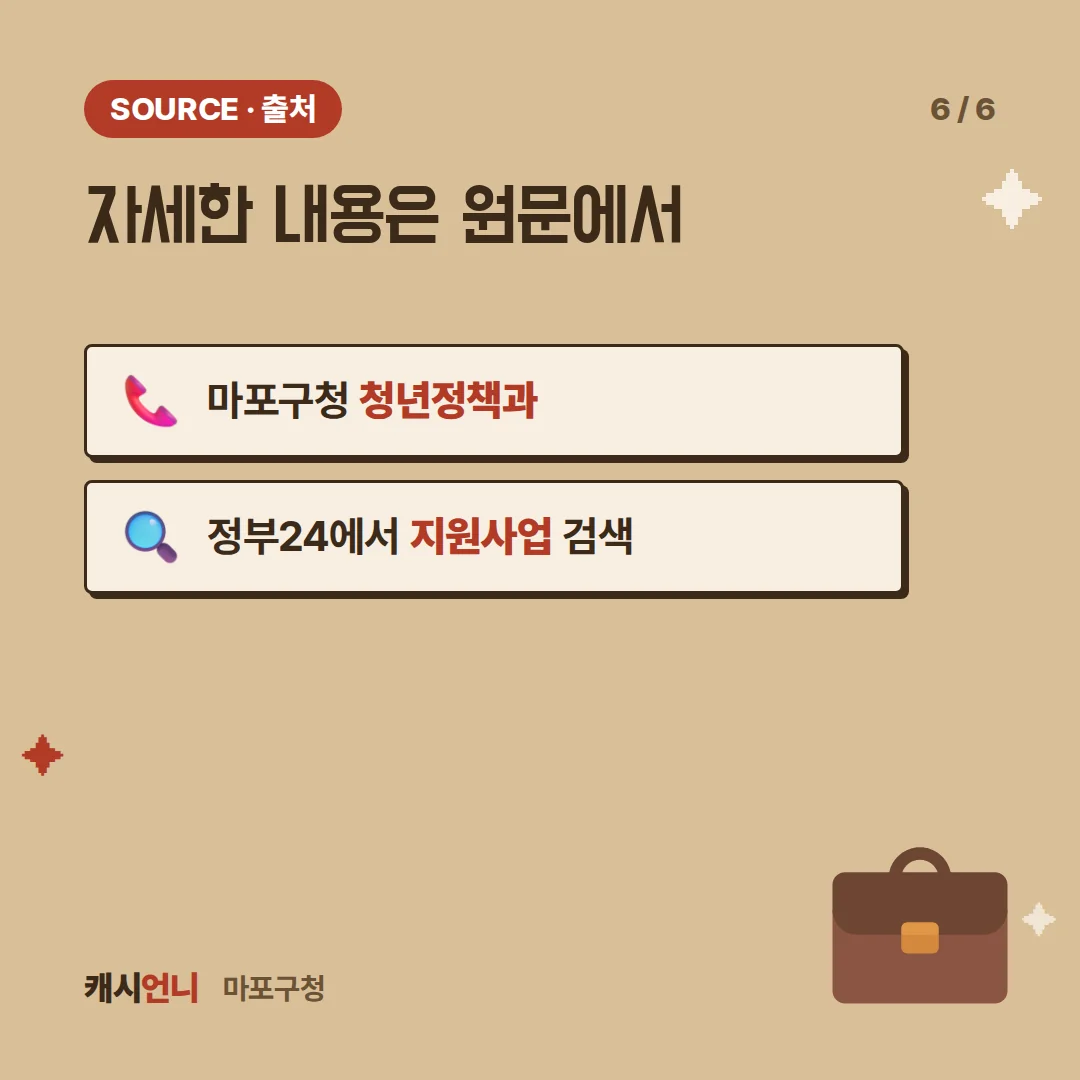 SOURCE · 출처
6 / 6
자세한 내용은 원문에서
마포구청 청년정책과
정부24에서 지원사업 검색
캐시언니 마포구청